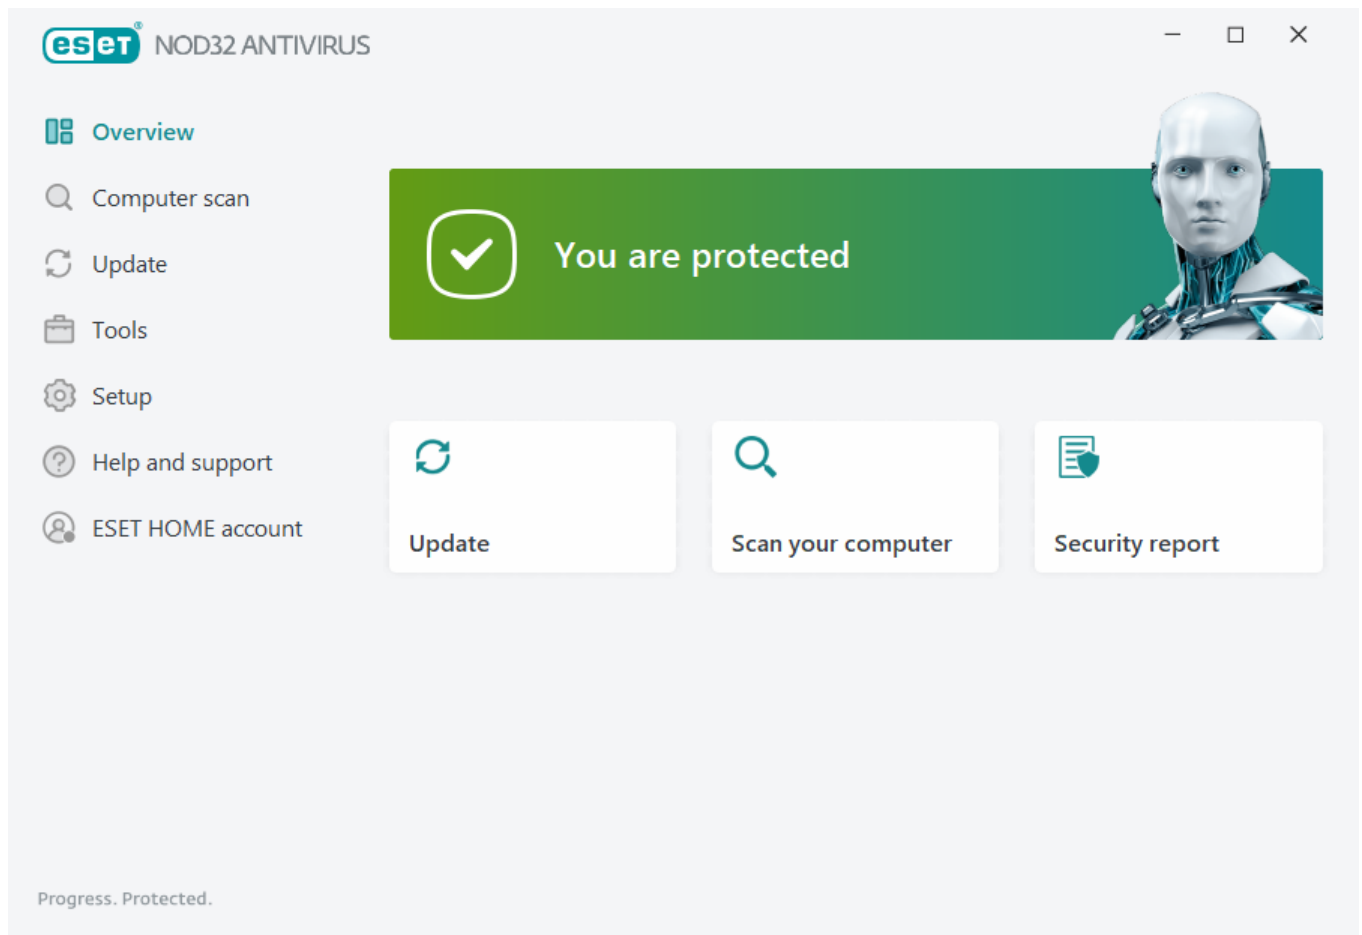 eset® NOD32 ANTIVIRUS
Overview
Computer scan
Update
Tools
Setup
Help and support
ESET HOME account
You are protected
Update
Scan your computer
Security report
Progress. Protected.